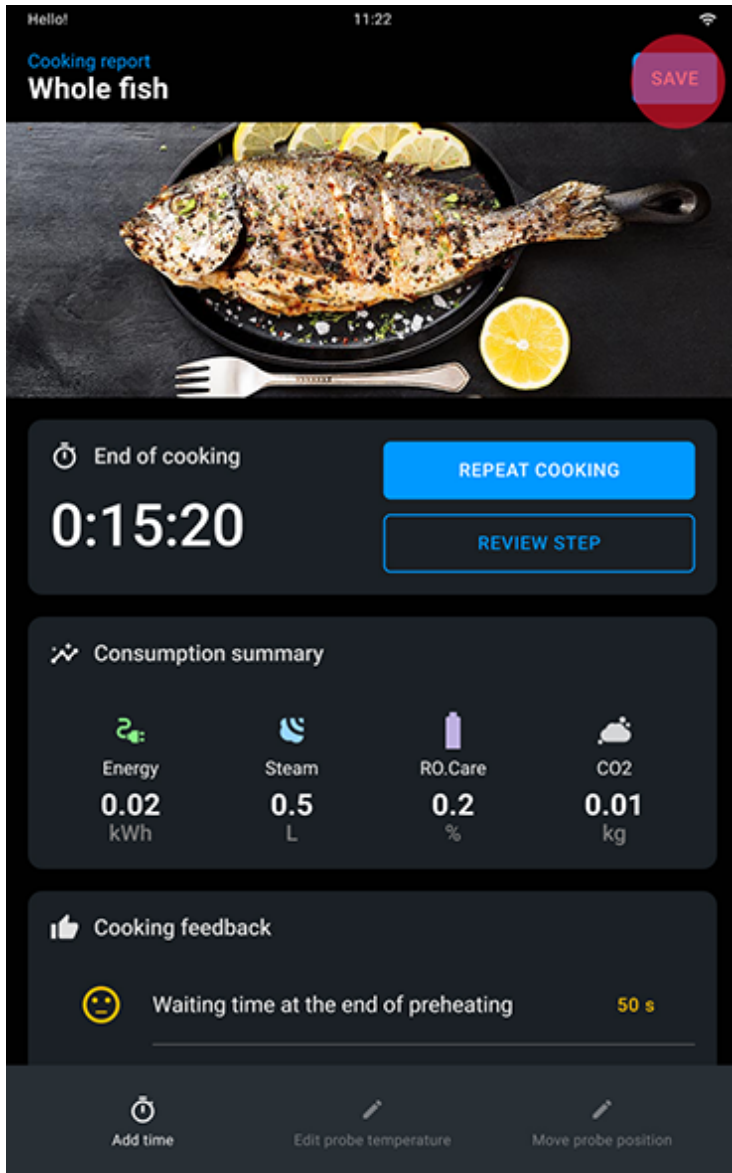 Hello!
11:22
Cooking report
Whole fish
SAVE
End of cooking
0:15:20
REPEAT COOKING
REVIEW STEP
Consumption summary
Energy
Steam
RO.Care
CO2
0.02
0.5
0.2
0.01
kWh
L
%
kg
Cooking feedback
Waiting time at the end of preheating
50 s
Add time
Edit probe temperature
Move probe position